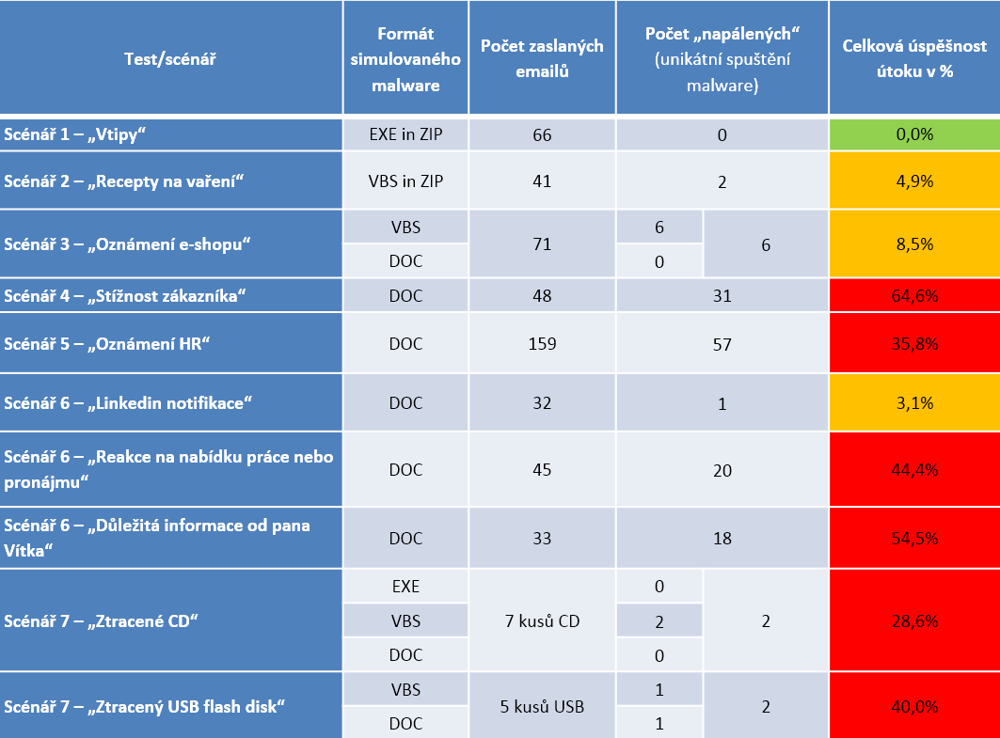 Test/scénář
Formát
simulovaného
malware
Počet zaslaných
emailů
Počet „napálených“
(unikátní spuštění
malware)
Celková úspěšnost
útoku v %
Scénář 1 – „Vtipy“
EXE in ZIP
66
0
0,0%
Scénář 2 – „Recepty na vaření“
VBS in ZIP
41
2
4,9%
Scénář 3 – „Oznámení e-shopu“
VBS
DOC
71
6
0
6
8,5%
Scénář 4 – „Stížnost zákazníka“
DOC
48
31
64,6%
Scénář 5 – „Oznámení HR“
DOC
159
57
35,8%
Scénář 6 – „Linkedin notifikace“
DOC
32
1
3,1%
Scénář 6 – „Reakce na nabídku práce nebo
pronájmu“
DOC
45
20
44,4%
Scénář 6 – „Důležitá informace od pana
Vítka“
DOC
33
18
54,5%
Scénář 7 – „Ztracené CD“
EXE
VBS
DOC
7 kusů CD
0
2
0
2
28,6%
Scénář 7 – „Ztracený USB flash disk“
VBS
DOC
5 kusů USB
1
1
2
40,0%